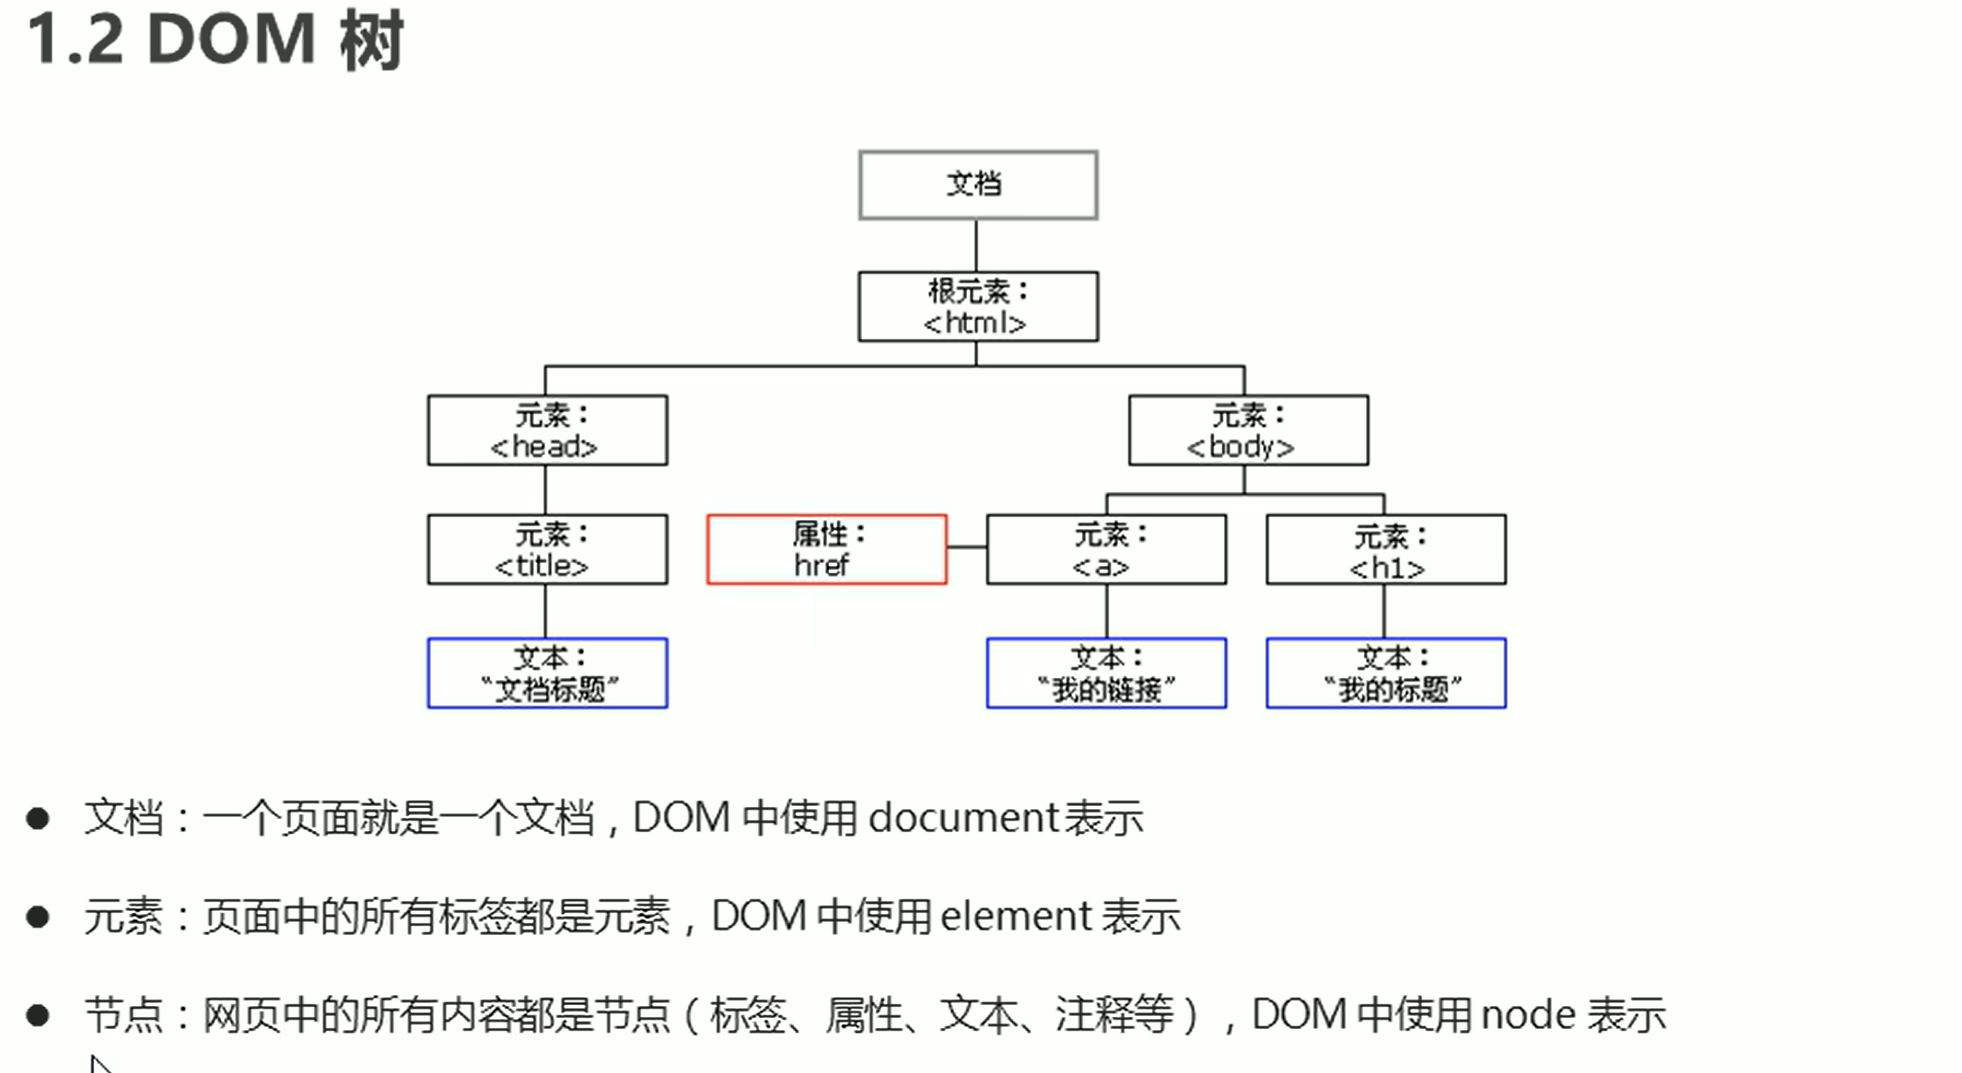 1.2 DOM 树
文档
根元素：
<html>
元素：
<head>
元素：
<body>
元素：
<title>
属性：
href
元素：
<a>
元素：
<h1>
文本：
“文档标题”
文本：
“我的链接”
文本：
“我的标题”
● 文档：一个页面就是一个文档，DOM 中使用 document 表示
● 元素：页面中的所有标签都是元素，DOM 中使用 element 表示
● 节点：网页中的所有内容都是节点（标签、属性、文本、注释等），DOM 中使用 node 表示